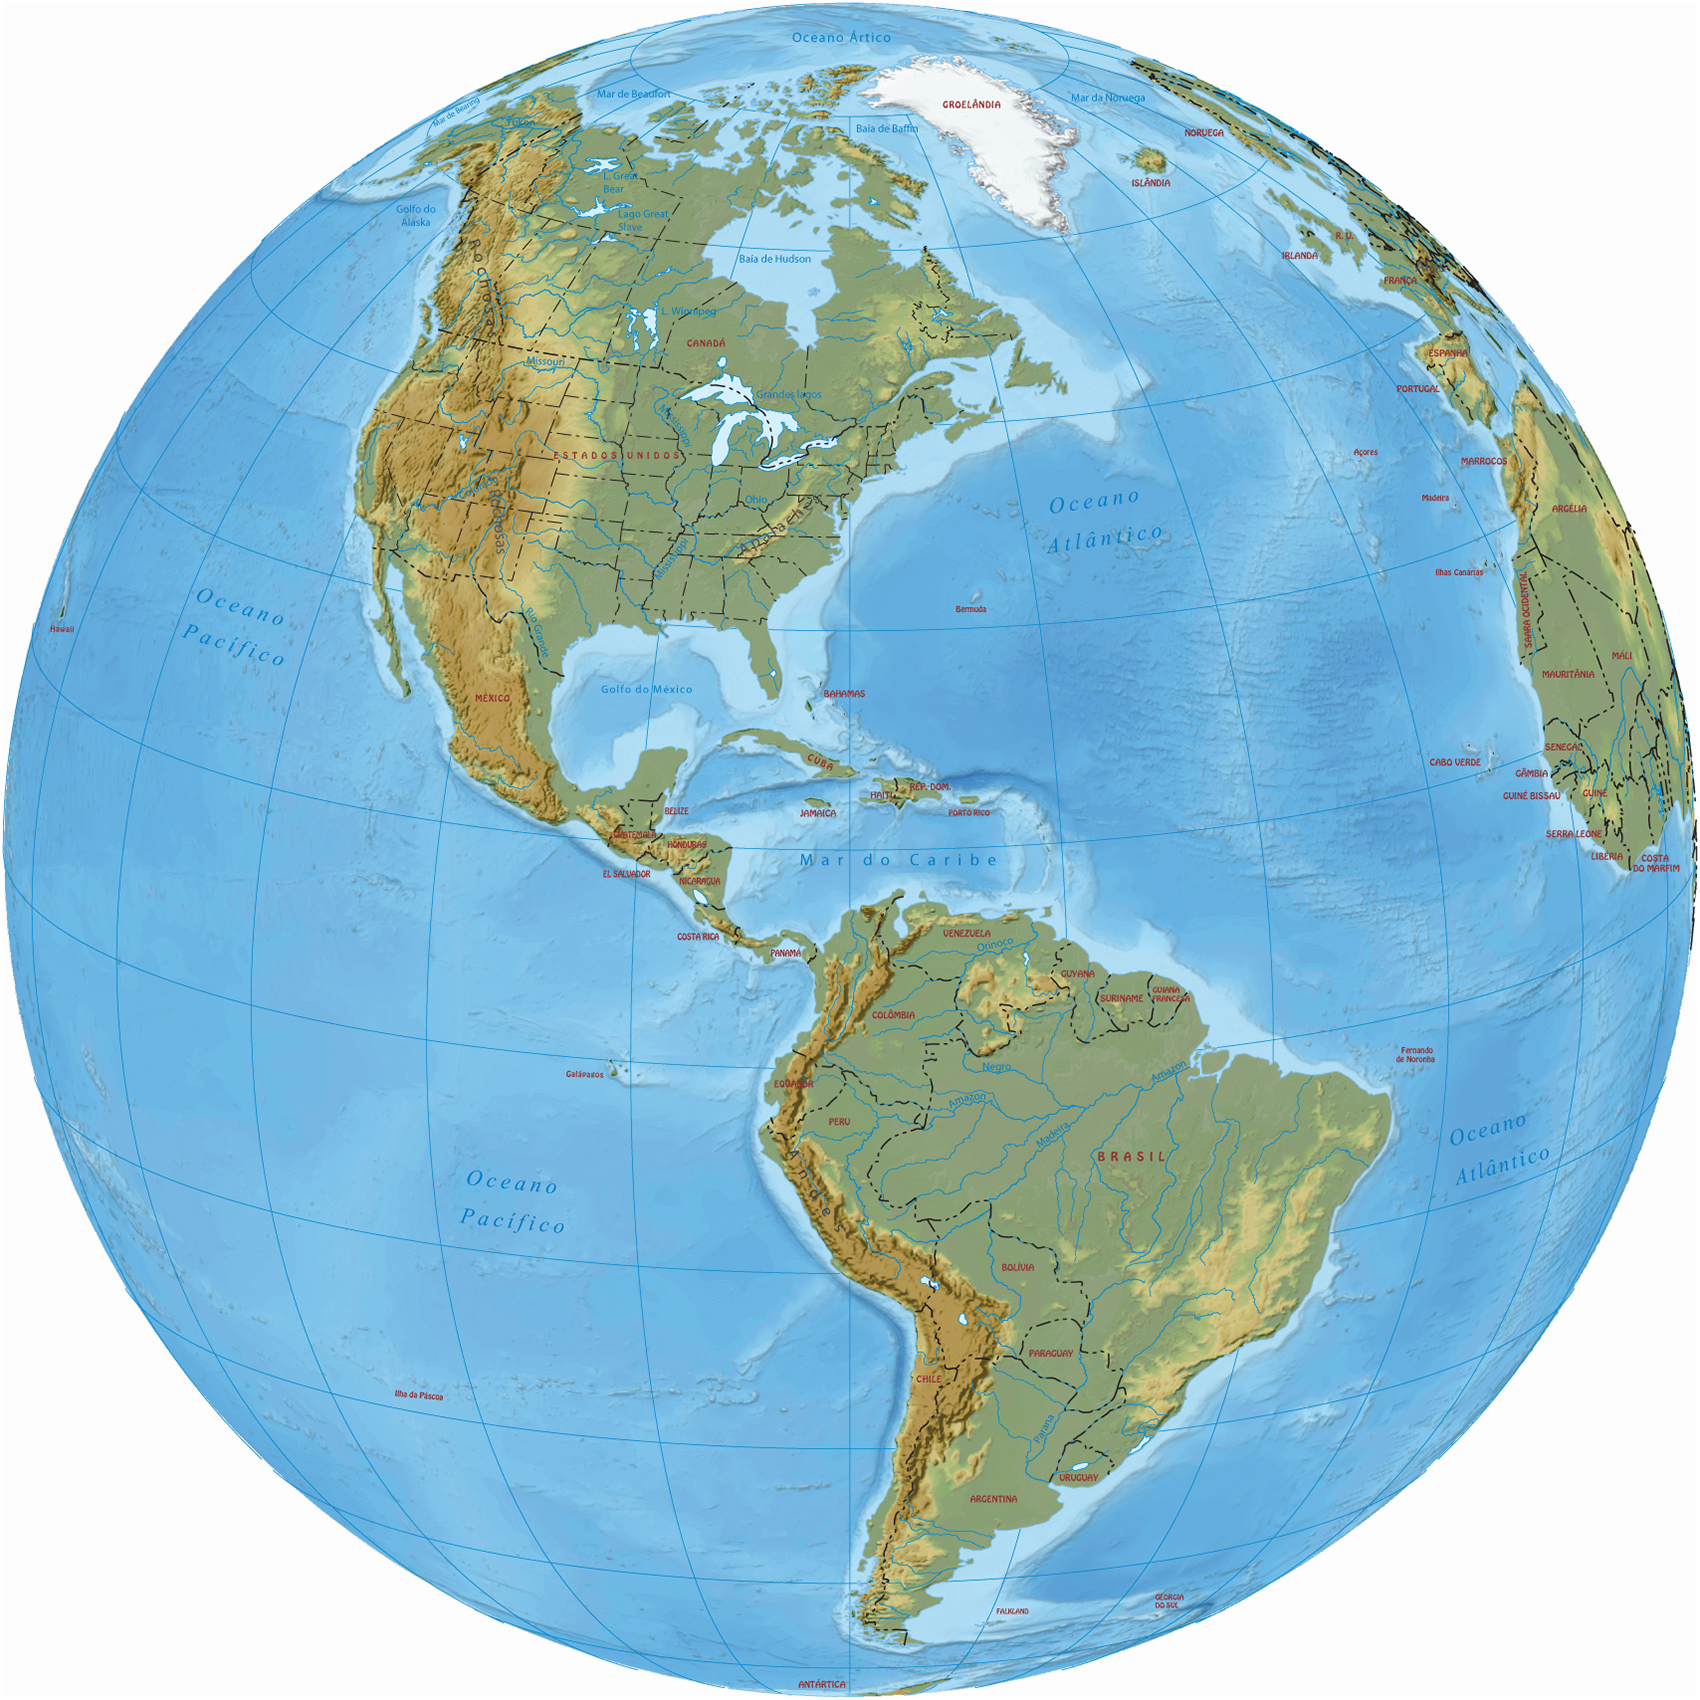 Oceano Ártico
Mar de Beaufort
Mar de Bearing
Yukon
Baía de Baffin
GROELÂNDIA
Mar da Noruega
NORUEGA
ISLÂNDIA
L. Great
Bear
Lago Great
Slave
Golfo do
Alaska
Rochosas
Baía de Hudson
IRLANDA
R. U.
FRANÇA
L. Winnipeg
CANADÁ
Missouri
Grandes lagos
Mississippi
ESPANHA
PORTUGAL
ESTADOS UNIDOS
Colorado
Rochosas
Ohio
Apalaches
Mississippi
Oceano
Atlântico
Açores
Madeira
MARROCOS
ARGÉLIA
Ilhas Canárias
SAARA OCIDENTAL
Oceano
Pacífico
Hawaii
Rio Grande
Bermuda
MÉXICO
Golfo do México
BAHAMAS
MÁLI
MAURITÂNIA
CUBA
HAITI
REP. DOM.
JAMAICA
PORTO RICO
CABO VERDE
SENEGAL
GÂMBIA
GUINÉ BISSAU
GUINÉ
SERRA LEONE
LIBÉRIA
COSTA
DO MARFIM
BELIZE
GUATEMALA
HONDURAS
EL SALVADOR
NICARAGUA
Mar do Caribe
COSTA RICA
PANAMÁ
VENEZUELA
Orinoco
GUYANA
SURINAME
GUIANA
FRANCESA
COLÔMBIA
Galápagos
EQUADOR
Negro
Amazon
Amazon
Fernando
de Noronha
PERU
Madeira
BRASIL
Andes
Oceano
Atlântico
Oceano
Pacífico
BOLÍVIA
PARAGUAY
CHILE
Ilha da Páscoa
Parana
URUGUAY
ARGENTINA
FALKLAND
GEORGIA
DO SUL
ANTÁRTICA